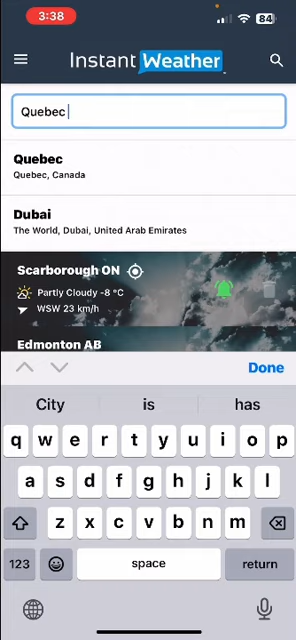 3:38
84
Instant Weather
Quebec
Quebec
Quebec, Canada
Dubai
The World, Dubai, United Arab Emirates
Scarborough ON
Partly Cloudy -8 °C
WSW 23 km/h
Edmonton AB
Done
City is has
q w e r t y u i o p
a s d f g h j k l
z x c v b n m
123 space return